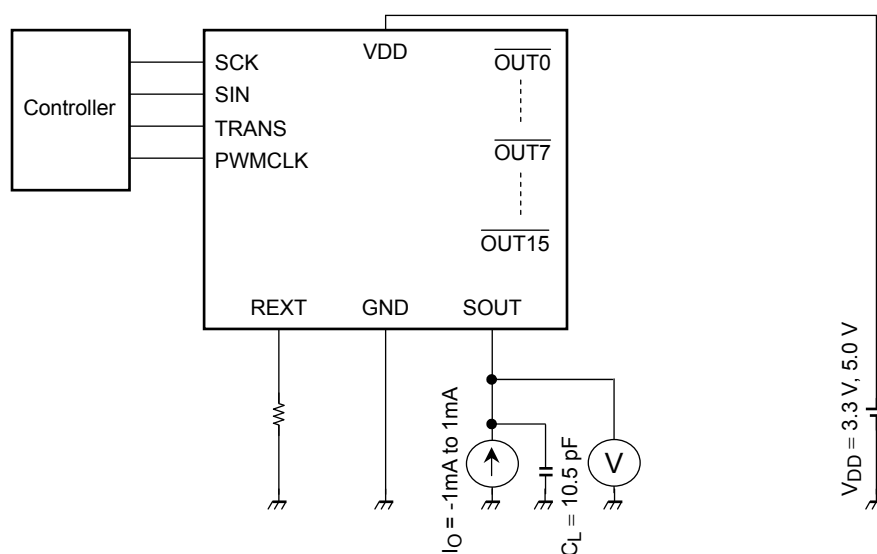 Controller
SCK
SIN
TRANS
PWMCLK
VDD
OUT0
OUT7
OUT15
REXT
GND
SOUT
IO = -1mA to 1mA
CL = 10.5 pF
V
VDD = 3.3 V, 5.0 V